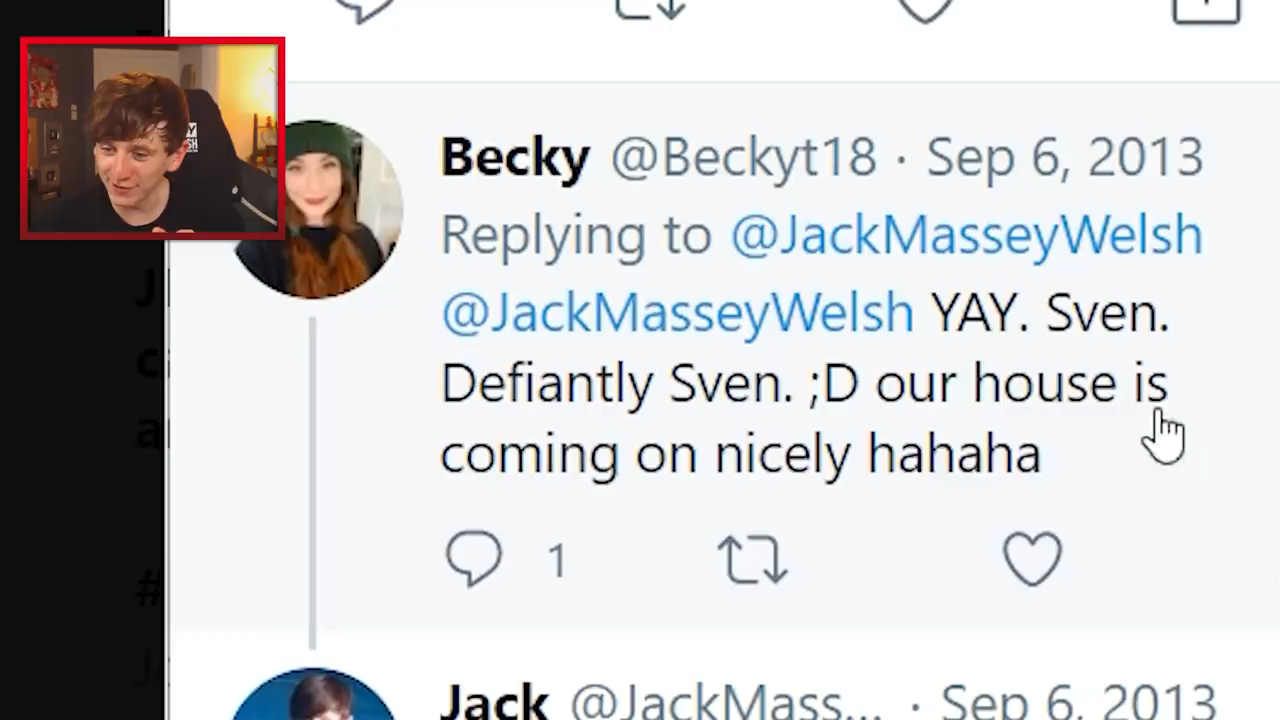 Becky @Beckyt18 · Sep 6, 2013
Replying to @JackMasseyWelsh
@JackMasseyWelsh YAY. Sven.
Defiantly Sven. ;D our house is
coming on nicely hahaha
1
Jack @JackMass... · Sep 6, 2013